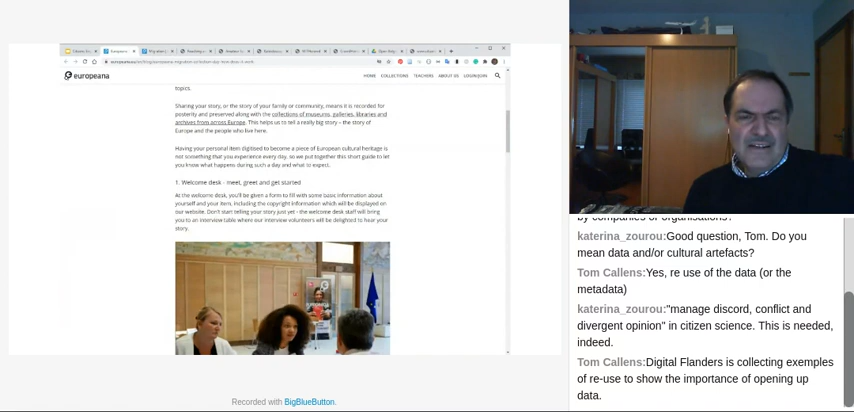 europeana
HOME COLLECTIONS TEACHERS ABOUT US LOGIN/JOIN
topics.
Sharing your story, or the story of your family or community, means it is recorded for
posterity and preserved along with the collections of museums, galleries, libraries and
archives from across Europe. This helps us to tell a really big story – the story of
Europe and the people who live here.
Having your personal item digitised to become a piece of European cultural heritage is
not something that you experience every day, so we put together this short guide to let
you know what happens during such a day and what to expect.
1. Welcome desk - meet, greet and get started
At the welcome desk, you'll be given a form to fill with some basic information about
yourself and your item, including the copyright information which will be displayed on
our website. Don't start telling your story just yet - the welcome desk staff will bring
you to an interview table where our interview volunteers will be delighted to hear your
story.
Recorded with BigBlueButton.
by companies or organisations?
katerina_zourou:Good question, Tom. Do you
mean data and/or cultural artefacts?
Tom Callens:Yes, re use of the data (or the
metadata)
katerina_zourou:"manage discord, conflict and
divergent opinion" in citizen science. This is needed,
indeed.
Tom Callens:Digital Flanders is collecting examples
of re-use to show the importance of opening up
data.